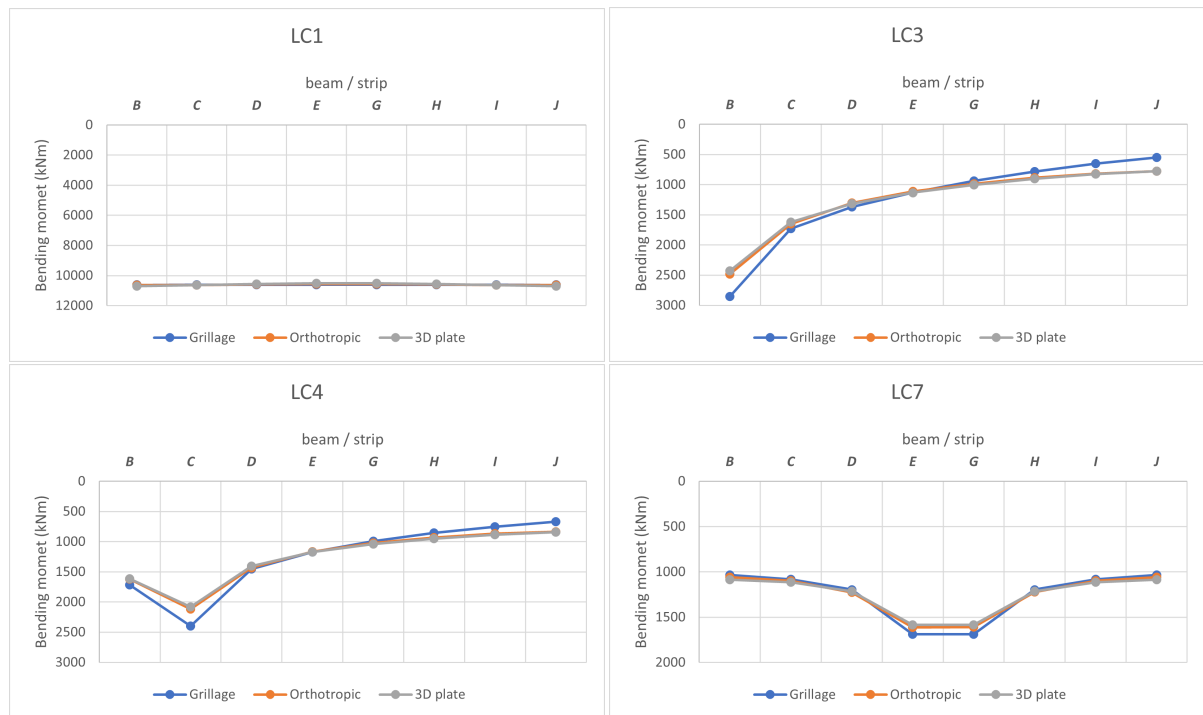 LC1
beam / strip
B C D E G H I J
Bending momet (kNm)
0
2000
4000
6000
8000
10000
12000
Grillage Orthotropic 3D plate
LC3
beam / strip
B C D E G H I J
Bending momet (kNm)
0
500
1000
1500
2000
2500
3000
Grillage Orthotropic 3D plate
LC4
beam / strip
B C D E G H I J
Bending momet (kNm)
0
500
1000
1500
2000
2500
3000
Grillage Orthotropic 3D plate
LC7
beam / strip
B C D E G H I J
Bending momet (kNm)
0
500
1000
1500
2000
Grillage Orthotropic 3D plate